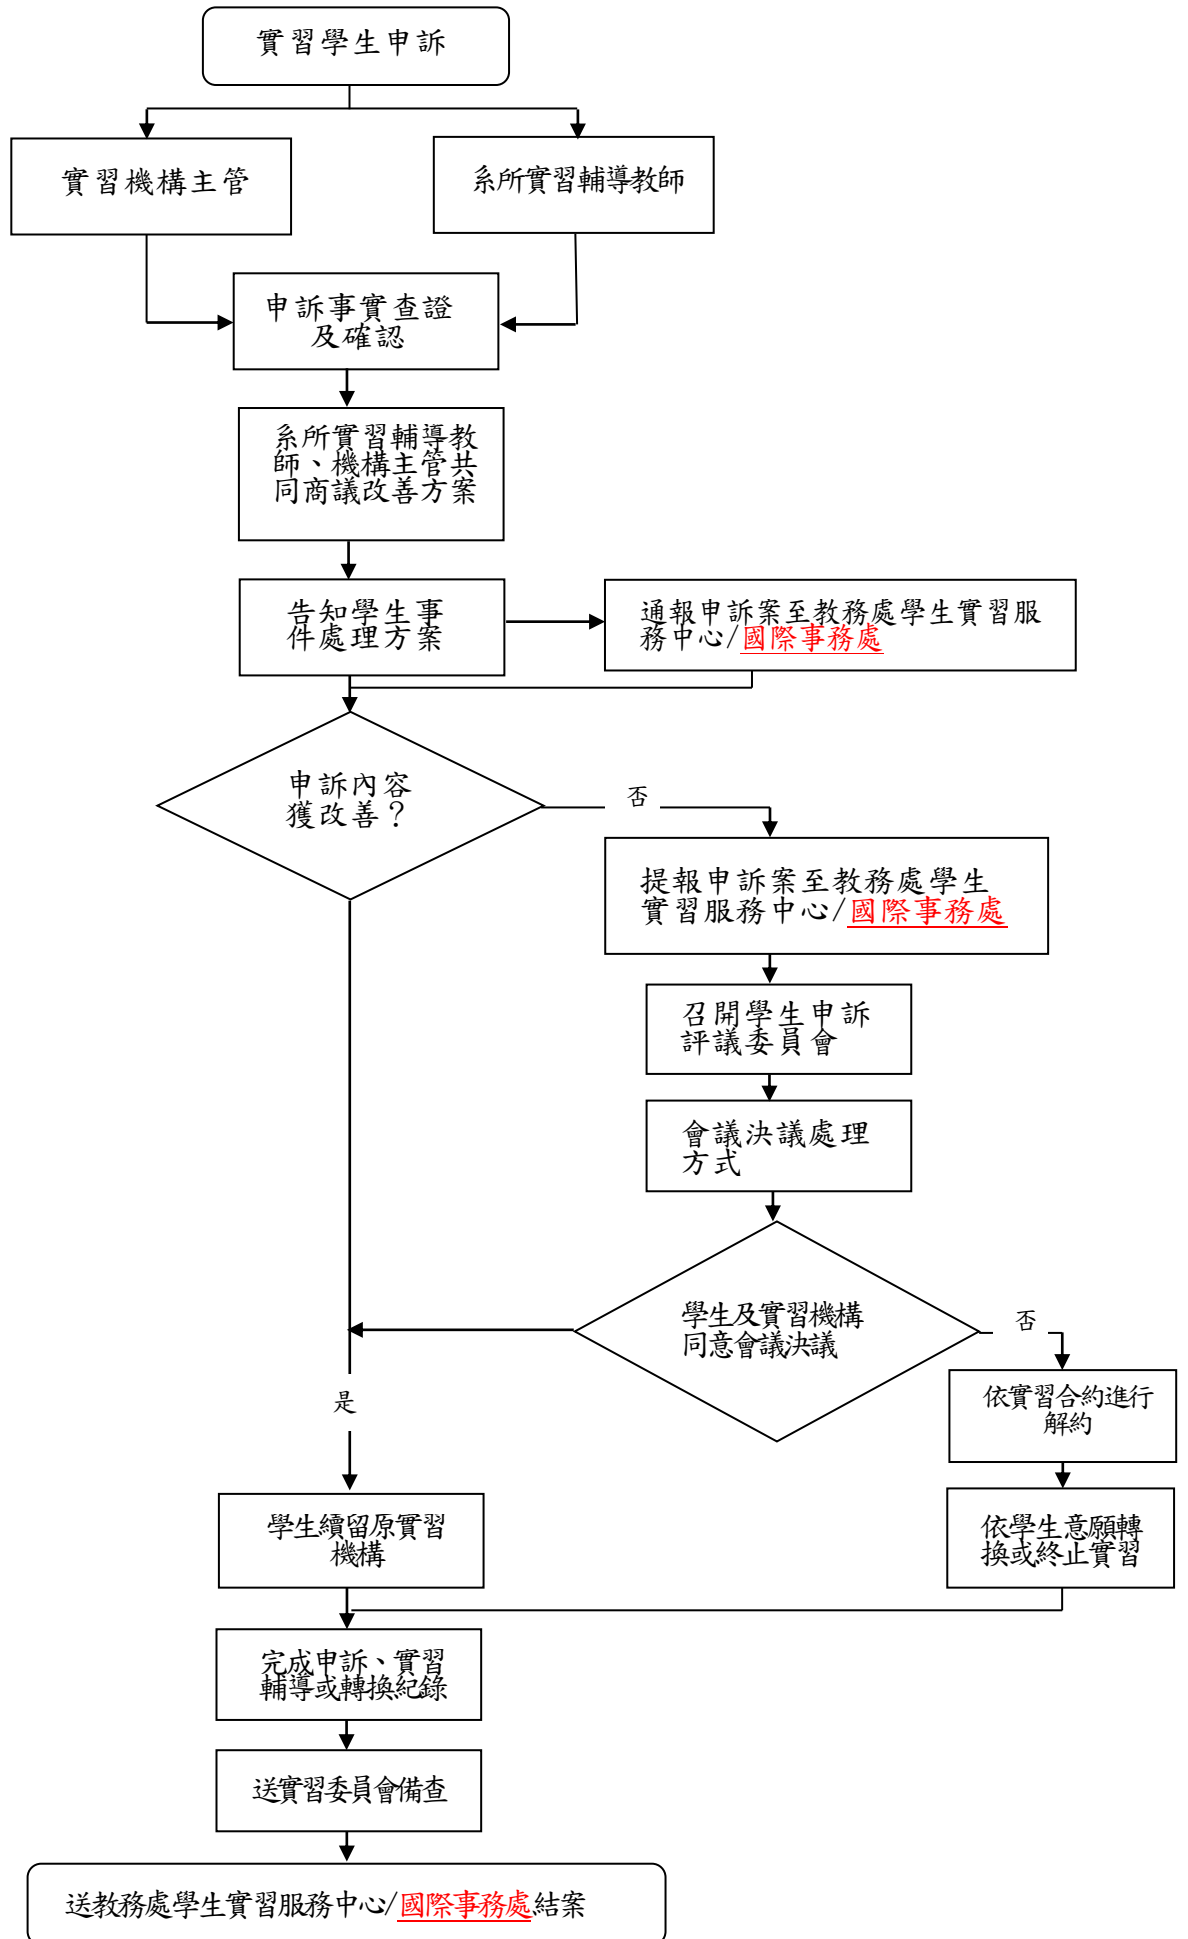 實習學生申訴
實習機構主管
系所實習輔導教師
申訴事實查證
及確認
系所實習輔導教
師、機構主管共
同商議改善方案
告知學生事
件處理方案
通報申訴案至教務處學生實習服
務中心/國際事務處
申訴內容
獲改善？
否
提報申訴案至教務處學生
實習服務中心/國際事務處
召開學生申訴
評議委員會
會議決議處理
方式
學生及實習機構
同意會議決議
否
是
依實習合約進行
解約
學生續留原實習
機構
依學生意願轉
換或終止實習
完成申訴、實習
輔導或轉換紀錄
送實習委員會備查
送教務處學生實習服務中心/國際事務處結案